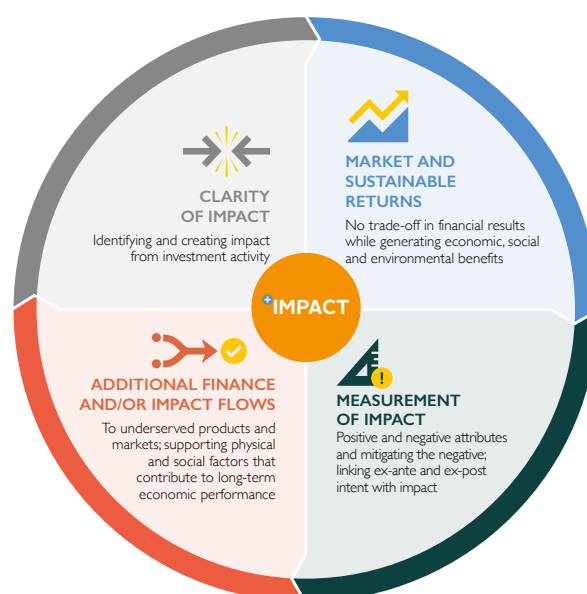 CLARITY
OF IMPACT
Identifying and creating impact
from investment activity
MARKET AND
SUSTAINABLE
RETURNS
No trade-off in financial results
while generating economic, social
and environmental benefits
+IMPACT
ADDITIONAL FINANCE
AND/OR IMPACT FLOWS
To underserved products and
markets; supporting physical
and social factors that
contribute to long-term
economic performance
!
MEASUREMENT
OF IMPACT
Positive and negative attributes
and mitigating the negative;
linking ex-ante and ex-post
intent with impact